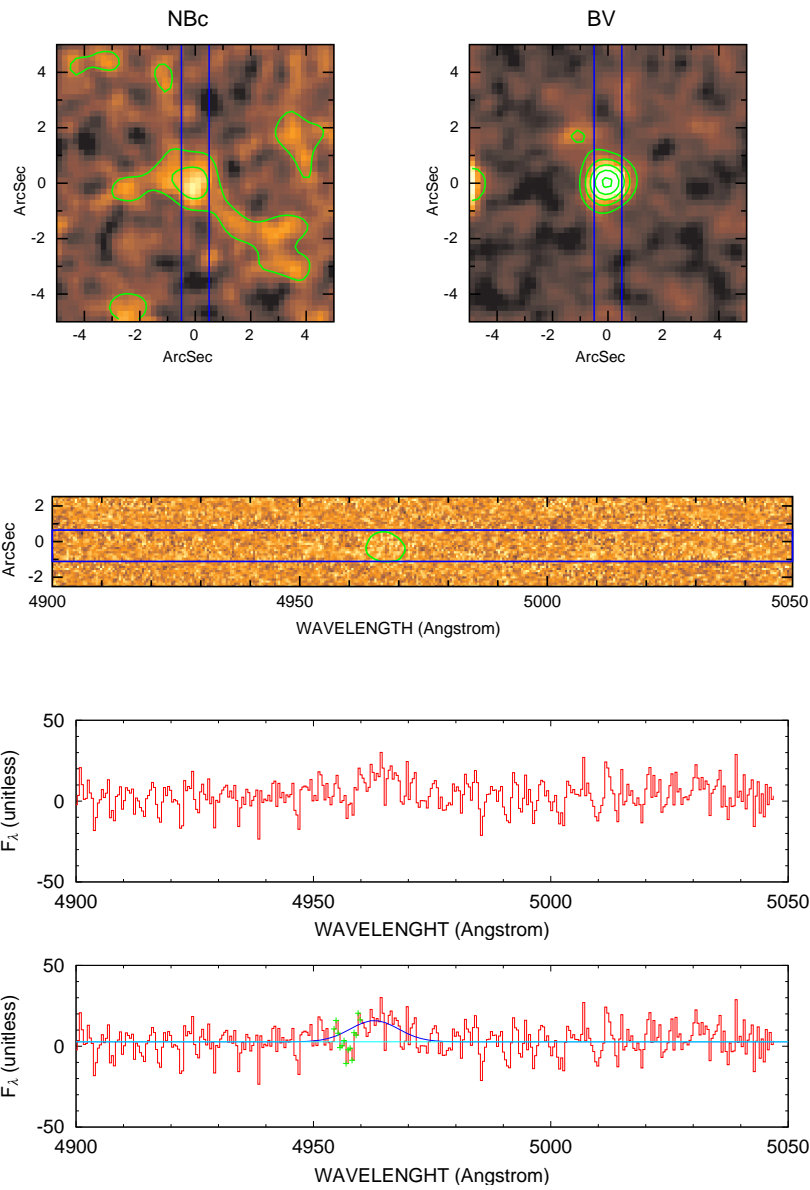 NBc
BV
4
2
0
-2
-4
ArcSec
-4 -2 0 2 4
ArcSec
4
2
0
-2
-4
ArcSec
-4 -2 0 2 4
ArcSec
2
0
-2
ArcSec
4900 4950 5000 5050
WAVELENGTH (Angstrom)
50
0
-50
Fλ (unitless)
4900 4950 5000 5050
WAVELENGHT (Angstrom)
50
0
-50
Fλ (unitless)
4900 4950 5000 5050
WAVELENGHT (Angstrom)